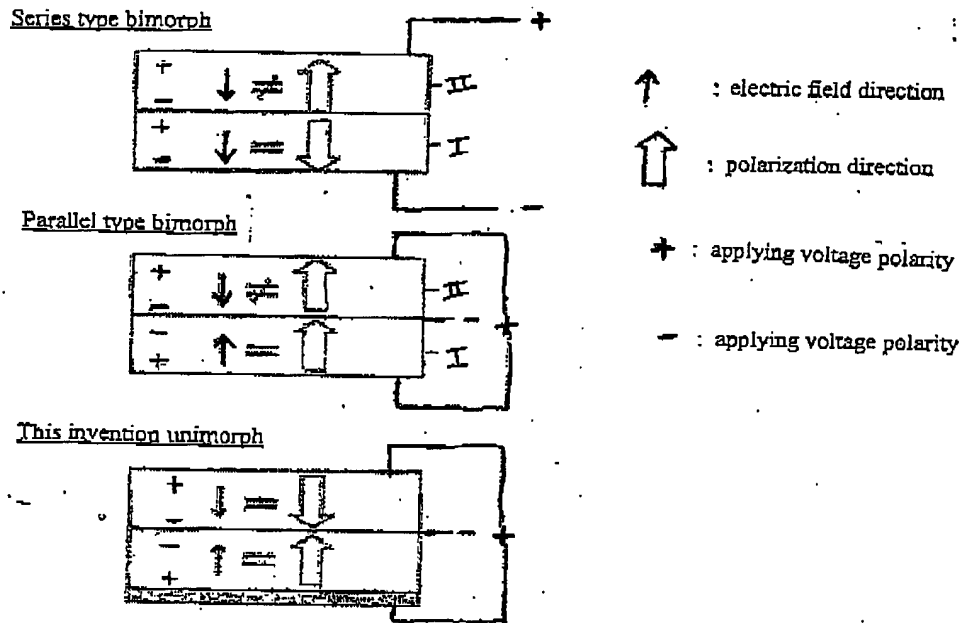 Series type bimorph
+
+
− II
−
+ I
−
−
: electric field direction
: polarization direction
+ : applying voltage polarity
− : applying voltage polarity
Parallel type bimorph
+
− II
−
− +
+ I
This invention unimorph
+
−
−
− +
+